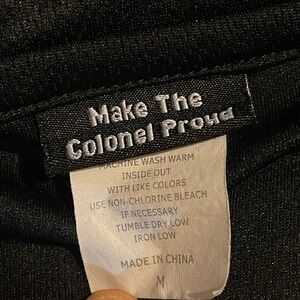 Make The
Colonel Proud
MACHINE WASH WARM
INSIDE OUT
WITH LIKE COLORS
USE NON-CHLORINE BLEACH
IF NECESSARY
TUMBLE DRY LOW
IRON LOW
MADE IN CHINA
M